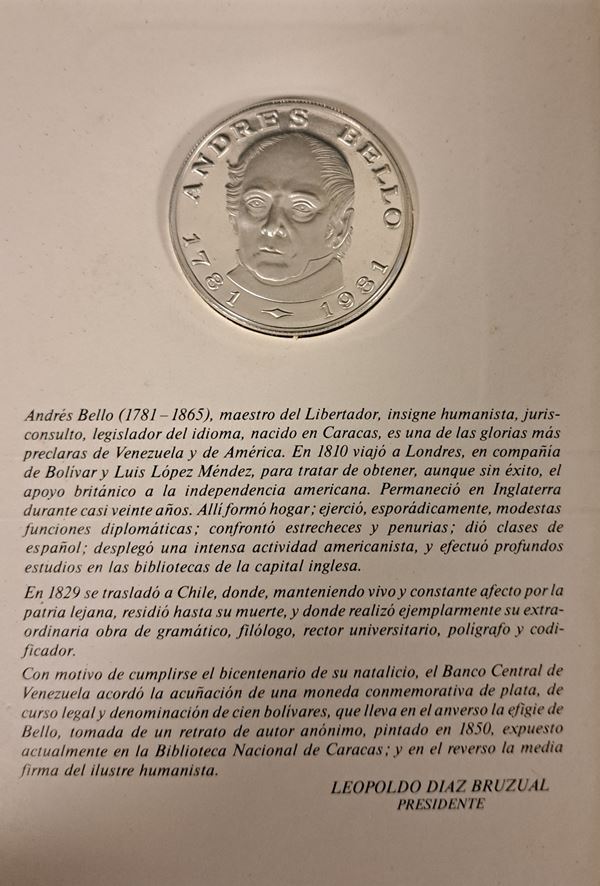 ANDRES BELLO
1781 1981
Andrés Bello (1781–1865), maestro del Libertador, insigne humanista, juris-
consulto, legislador del idioma, nacido en Caracas, es una de las glorias más
preclaras de Venezuela y de América. En 1810 viajó a Londres, en compañía
de Bolívar y Luis López Méndez, para tratar de obtener, aunque sin éxito, el
apoyo británico a la independencia americana. Permaneció en Inglaterra
durante casi veinte años. Allí formó hogar; ejerció, esporádicamente, modestas
funciones diplomáticas; confrontó estrecheces y penurias; dió clases de
español; desplegó una intensa actividad americanista, y efectuó profundos
estudios en las bibliotecas de la capital inglesa.
En 1829 se trasladó a Chile, donde, manteniendo vivo y constante afecto por la
pátria lejana, residió hasta su muerte, y donde realizó ejemplarmente su extra-
ordinaria obra de gramático, filólogo, rector universitario, polígrafo y codi-
ficador.
Con motivo de cumplirse el bicentenario de su natalicio, el Banco Central de
Venezuela acordó la acuñación de una moneda conmemorativa de plata, de
curso legal y denominación de cien bolívares, que lleva en el anverso la efigie de
Bello, tomada de un retrato de autor anónimo, pintado en 1850, expuesto
actualmente en la Biblioteca Nacional de Caracas; y en el reverso la media
firma del ilustre humanista.
LEOPOLDO DIAZ BRUZUAL
PRESIDENTE